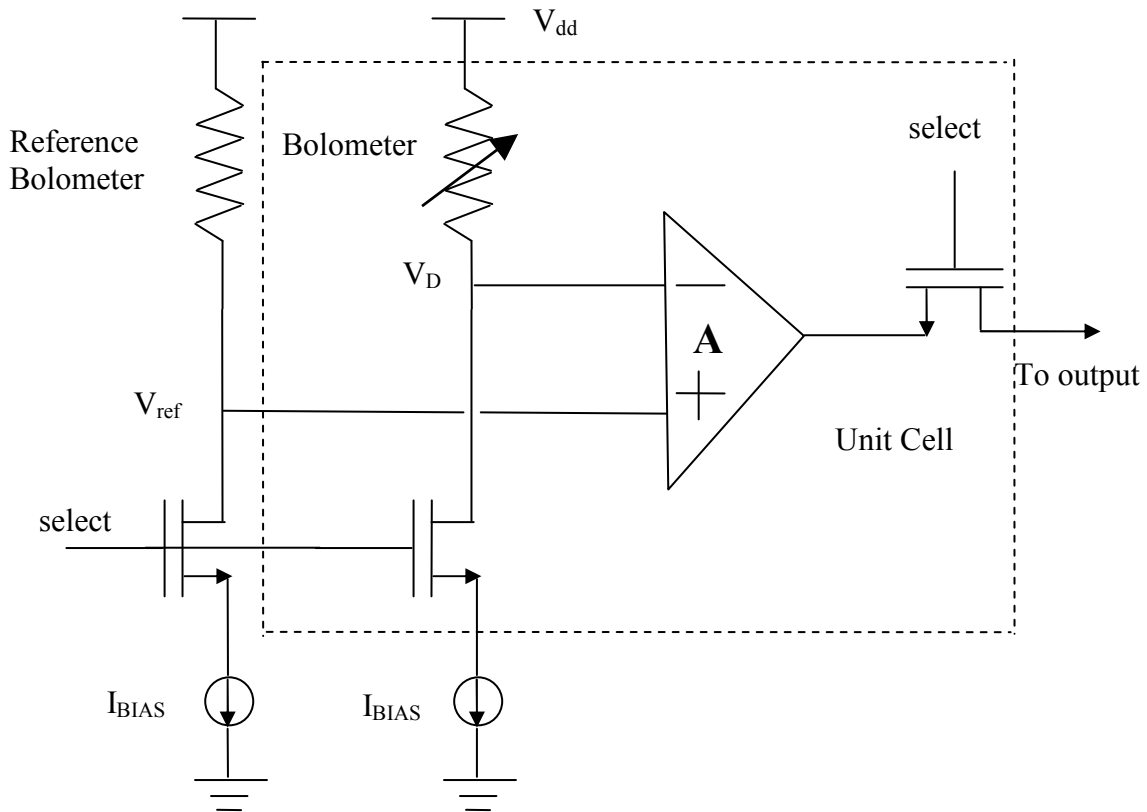 V_dd
select
Reference
Bolometer
Bolometer
V_D
−
A
+
To output
V_ref
Unit Cell
select
I_BIAS
I_BIAS